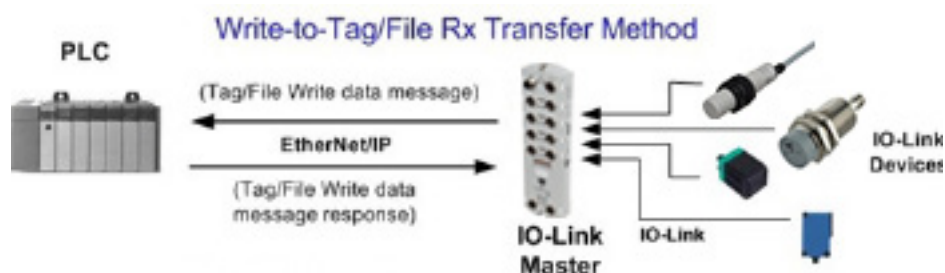 Write-to-Tag/File Rx Transfer Method
PLC
(Tag/File Write data message)
EtherNet/IP
(Tag/File Write data
message response)
IO-Link
Master
IO-Link
IO-Link
Devices